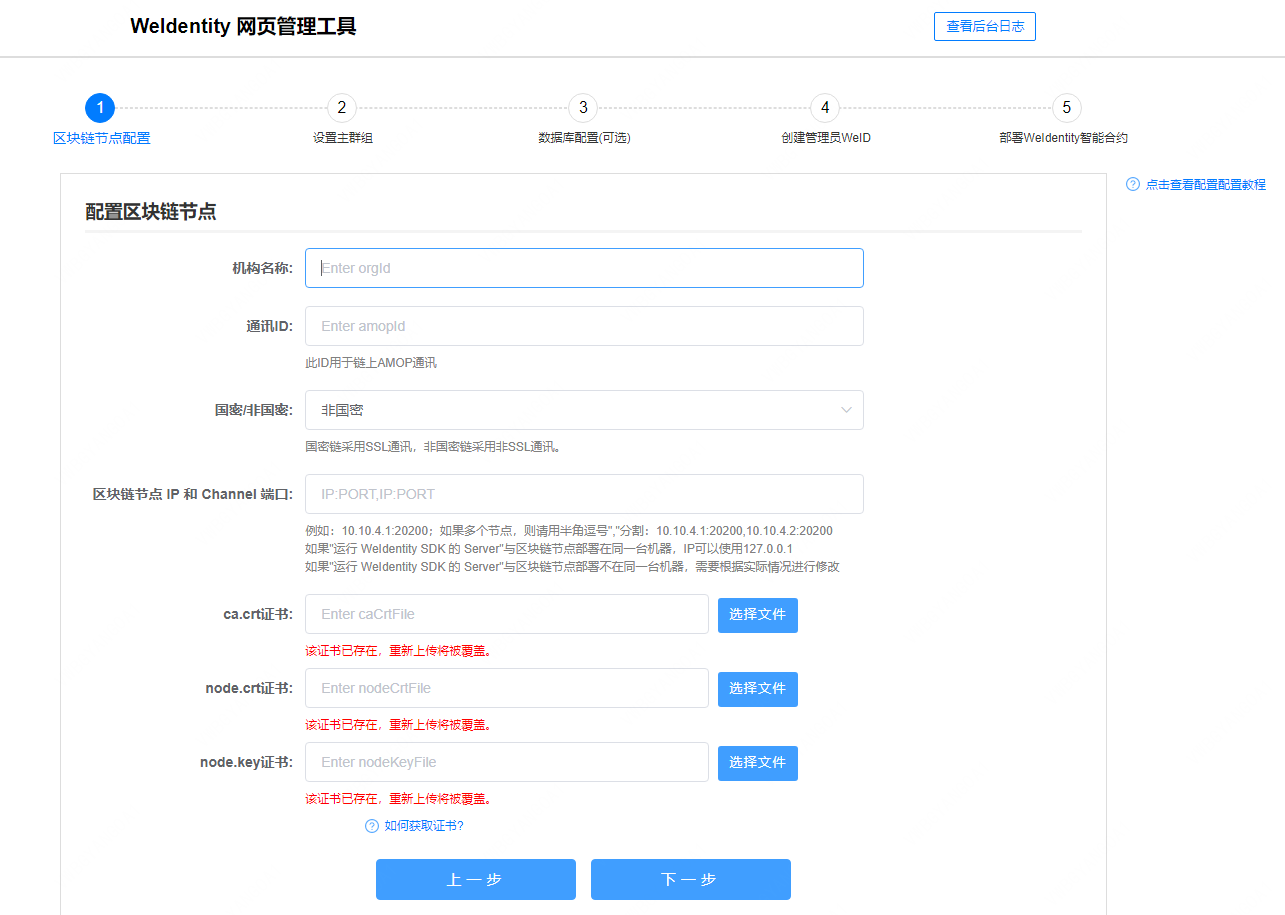 WeIdentity 网页管理工具
查看后台日志
1
2
3
4
5
区块链节点配置
设置主群组
数据库配置(可选)
创建管理员WeID
部署WeIdentity智能合约
点击查看配置配置教程
配置区块链节点
机构名称: Enter orgId
通讯ID: Enter amopId
此ID用于链上AMOP通讯
国密/非国密: 非国密
国密链采用SSL通讯，非国密链采用非SSL通讯。
区块链节点 IP 和 Channel 端口: IP:PORT,IP:PORT
例如：10.10.4.1:20200；如果多个节点，则请用半角逗号","分割：10.10.4.1:20200,10.10.4.2:20200
如果"运行 WeIdentity SDK 的 Server"与区块链节点部署在同一台机器，IP可以使用127.0.0.1
如果"运行 WeIdentity SDK 的 Server"与区块链节点部署不在同一台机器，需要根据实际情况进行修改
ca.crt证书: Enter caCrtFile 选择文件
该证书已存在，重新上传将被覆盖。
node.crt证书: Enter nodeCrtFile 选择文件
该证书已存在，重新上传将被覆盖。
node.key证书: Enter nodeKeyFile 选择文件
该证书已存在，重新上传将被覆盖。
如何获取证书?
上 一 步
下 一 步